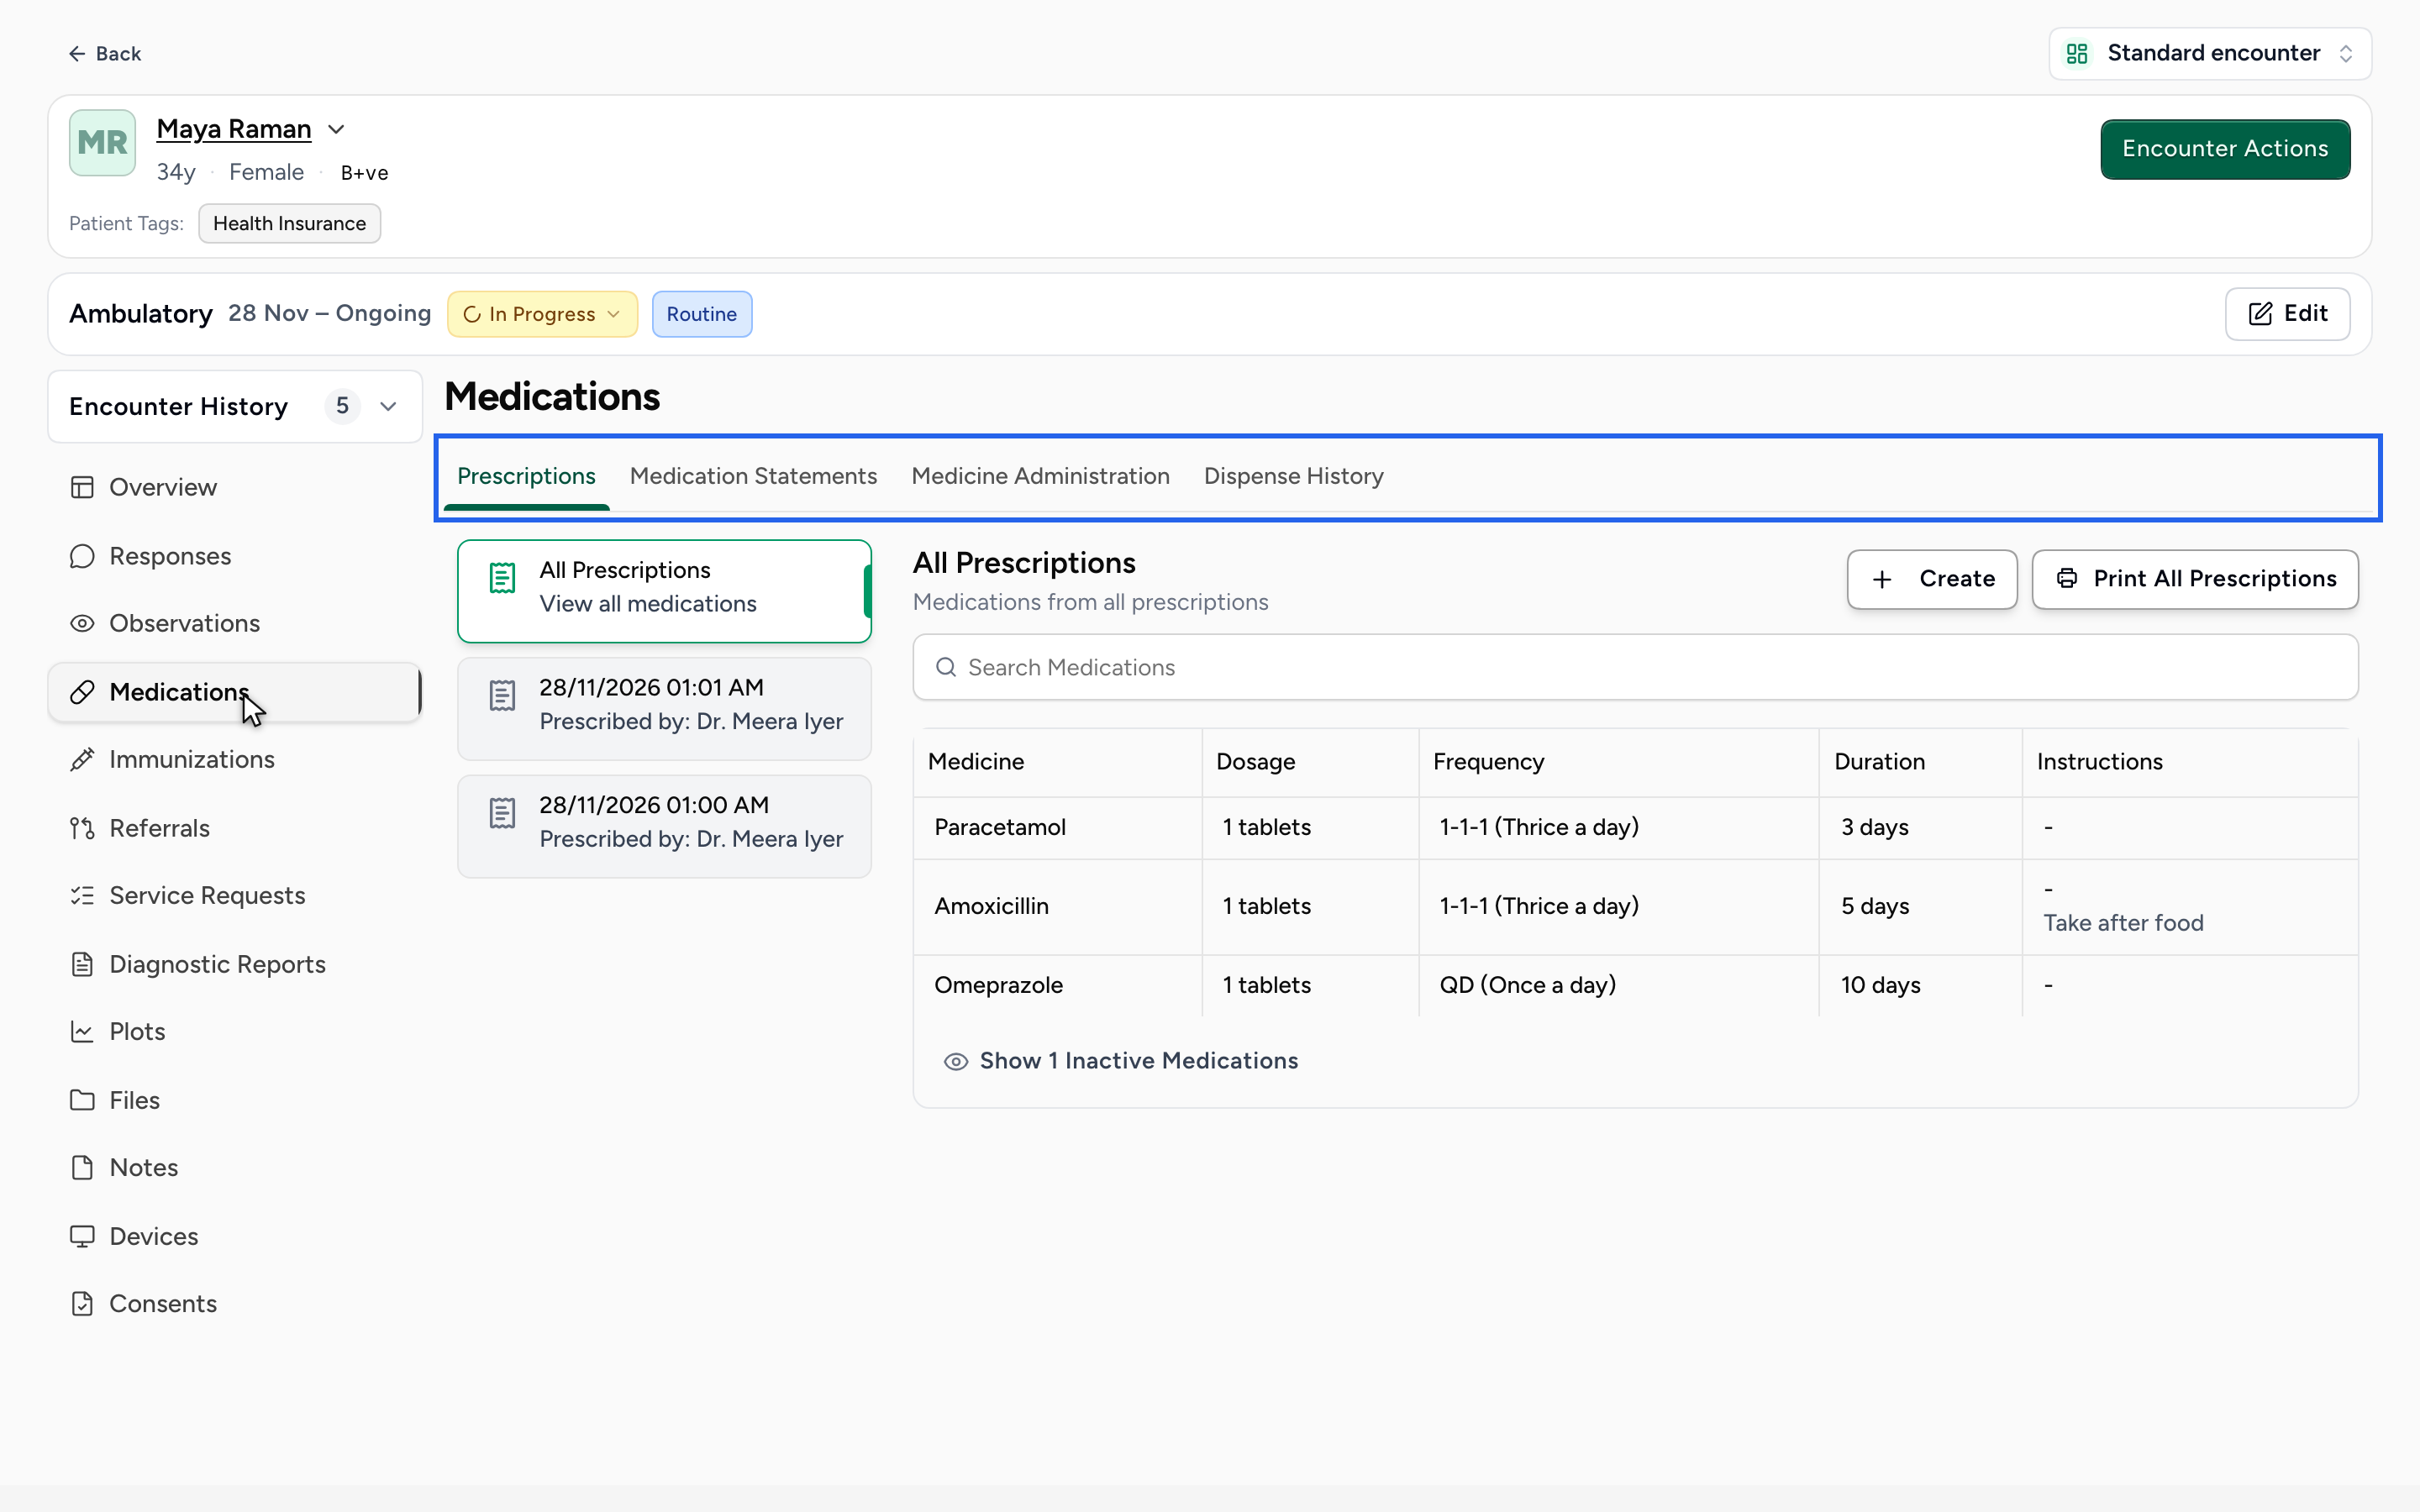 Back
Standard encounter
MR
Maya Raman
34y · Female · B+ve
Encounter Actions
Patient Tags: Health Insurance
Ambulatory 28 Nov – Ongoing In Progress Routine
Edit
Encounter History 5
Overview
Responses
Observations
Medications
Immunizations
Referrals
Service Requests
Diagnostic Reports
Plots
Files
Notes
Devices
Consents
Medications
Prescriptions Medication Statements Medicine Administration Dispense History
All Prescriptions
View all medications
28/11/2026 01:01 AM
Prescribed by: Dr. Meera Iyer
28/11/2026 01:00 AM
Prescribed by: Dr. Meera Iyer
All Prescriptions
Medications from all prescriptions
Create
Print All Prescriptions
Search Medications
Medicine Dosage Frequency Duration Instructions
Paracetamol 1 tablets 1-1-1 (Thrice a day) 3 days -
Amoxicillin 1 tablets 1-1-1 (Thrice a day) 5 days -
Take after food
Omeprazole 1 tablets QD (Once a day) 10 days -
Show 1 Inactive Medications